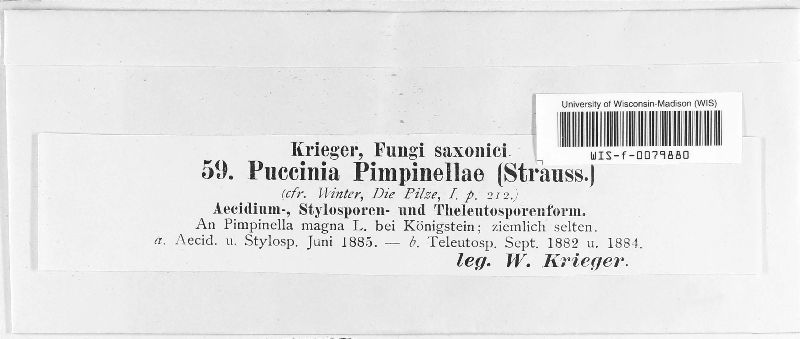 University of Wisconsin-Madison (WIS)
WIS-f-0079880
Krieger, Fungi saxonici.
59. Puccinia Pimpinellae (Strauss.)
(cfr. Winter, Die Pilze, I. p. 212.)
Aecidium-, Stylosporen- und Theleutosporenform.
An Pimpinella magna L. bei Königstein; ziemlich selten.
a. Aecid. u. Stylosp. Juni 1885. — b. Teleutosp. Sept. 1882 u. 1884.
leg. W. Krieger.